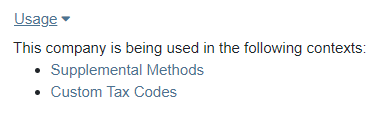 Usage
This company is being used in the following contexts:
Supplemental Methods
Custom Tax Codes